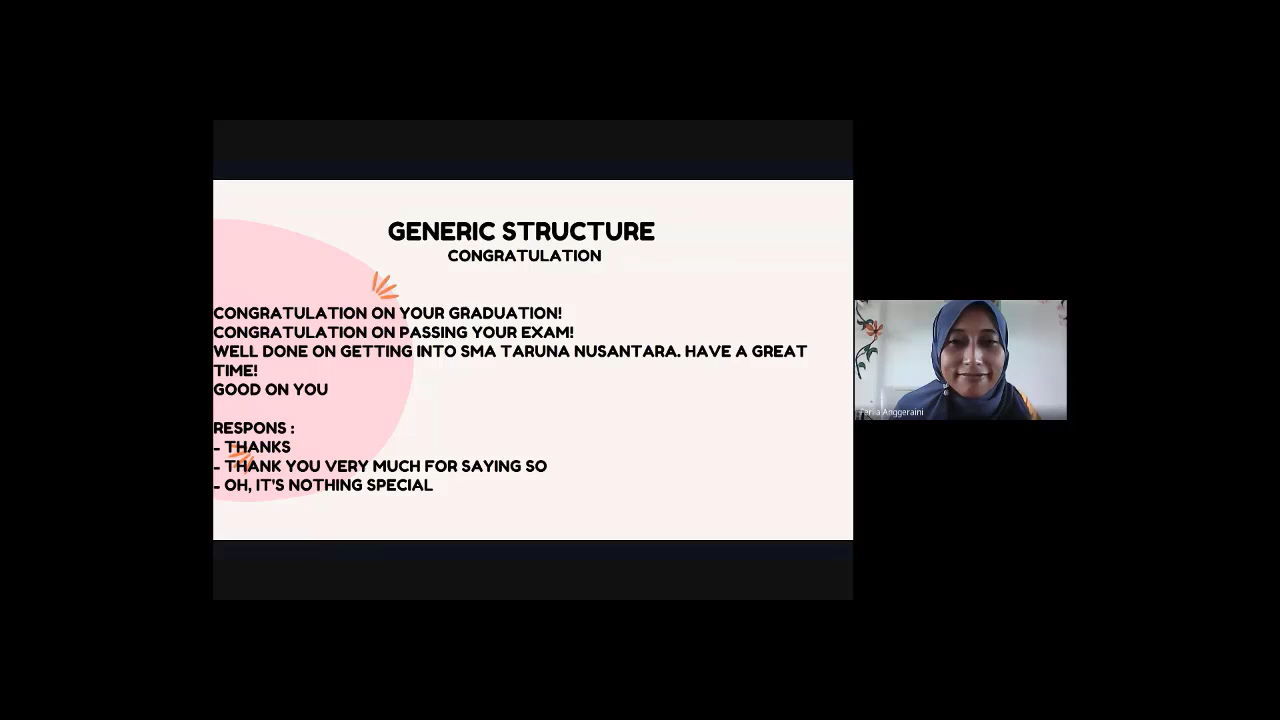 GENERIC STRUCTURE
CONGRATULATION
CONGRATULATION ON YOUR GRADUATION!
CONGRATULATION ON PASSING YOUR EXAM!
WELL DONE ON GETTING INTO SMA TARUNA NUSANTARA. HAVE A GREAT
TIME!
GOOD ON YOU
RESPONS :
- THANKS
- THANK YOU VERY MUCH FOR SAYING SO
- OH, IT'S NOTHING SPECIAL
Anggeraini